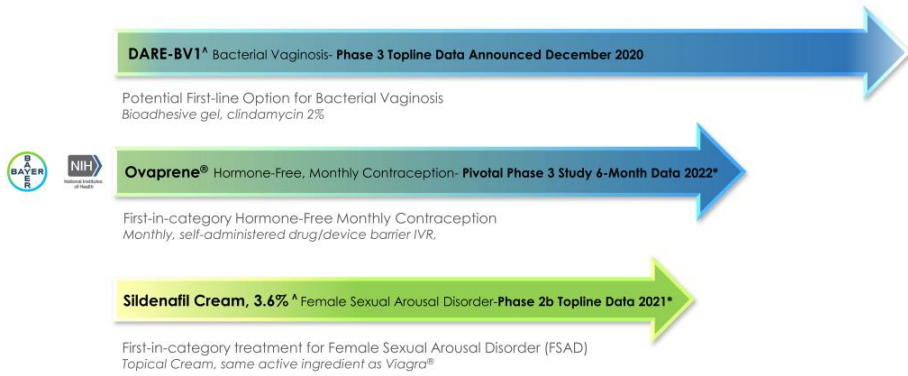 DARE-BV1^ Bacterial Vaginosis- Phase 3 Topline Data Announced December 2020
Potential First-line Option for Bacterial Vaginosis
Bioadhesive gel, clindamycin 2%
BAYER
BAYER
NIH
National Institutes
of Health
Ovaprene® Hormone-Free, Monthly Contraception- Pivotal Phase 3 Study 6-Month Data 2022*
First-in-category Hormone-Free Monthly Contraception
Monthly, self-administered drug/device barrier IVR,
Sildenafil Cream, 3.6% ^ Female Sexual Arousal Disorder-Phase 2b Topline Data 2021*
First-in-category treatment for Female Sexual Arousal Disorder (FSAD)
Topical Cream, same active ingredient as Viagra®